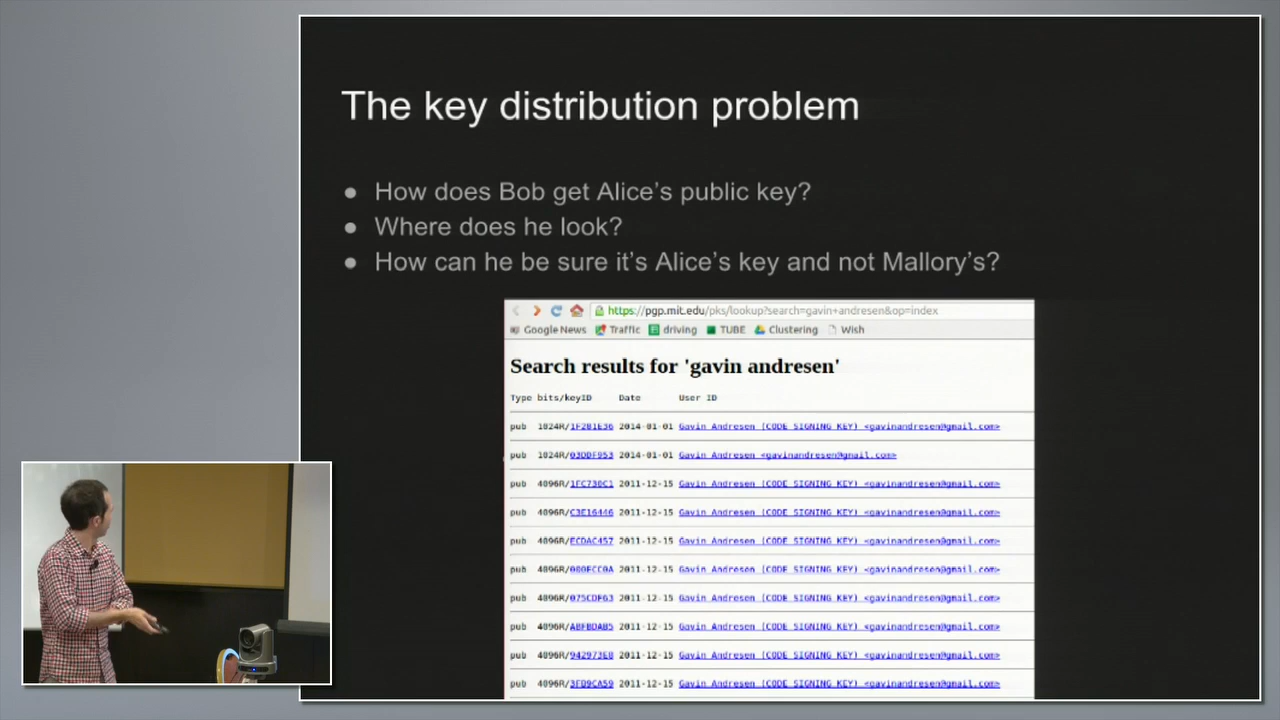 The key distribution problem
● How does Bob get Alice's public key?
● Where does he look?
● How can he be sure it's Alice's key and not Mallory's?
https://pgp.mit.edu/pks/lookup?search=gavin+andresen&op=index
Google News Traffic driving TUBE Clustering Wish
Search results for 'gavin andresen'
Type bits/keyID Date User ID
pub 1024R/1F2B1E36 2014-01-01 Gavin Andresen (CODE SIGNING KEY) <gavinandresen@gmail.com>
pub 1024R/03DDF953 2014-01-01 Gavin Andresen <gavinandresen@gmail.com>
pub 4096R/1FC730C1 2011-12-15 Gavin Andresen (CODE SIGNING KEY) <gavinandresen@gmail.com>
pub 4096R/C3E16446 2011-12-15 Gavin Andresen (CODE SIGNING KEY) <gavinandresen@gmail.com>
pub 4096R/ECDAC457 2011-12-15 Gavin Andresen (CODE SIGNING KEY) <gavinandresen@gmail.com>
pub 2011-12-15 Gavin Andresen (CODE SIGNING KEY) <gavinandresen@gmail.com>
pub 4096R/075CDF63 2011-12-15 Gavin Andresen (CODE SIGNING KEY) <gavinandresen@gmail.com>
pub 4096R/ABFBDAB5 2011-12-15 Gavin Andresen (CODE SIGNING KEY) <gavinandresen@gmail.com>
pub 4096R/942973E8 2011-12-15 Gavin Andresen (CODE SIGNING KEY) <gavinandresen@gmail.com>
pub 4096R/3FD9CA59 2011-12-15 Gavin Andresen (CODE SIGNING KEY) <gavinandresen@gmail.com>